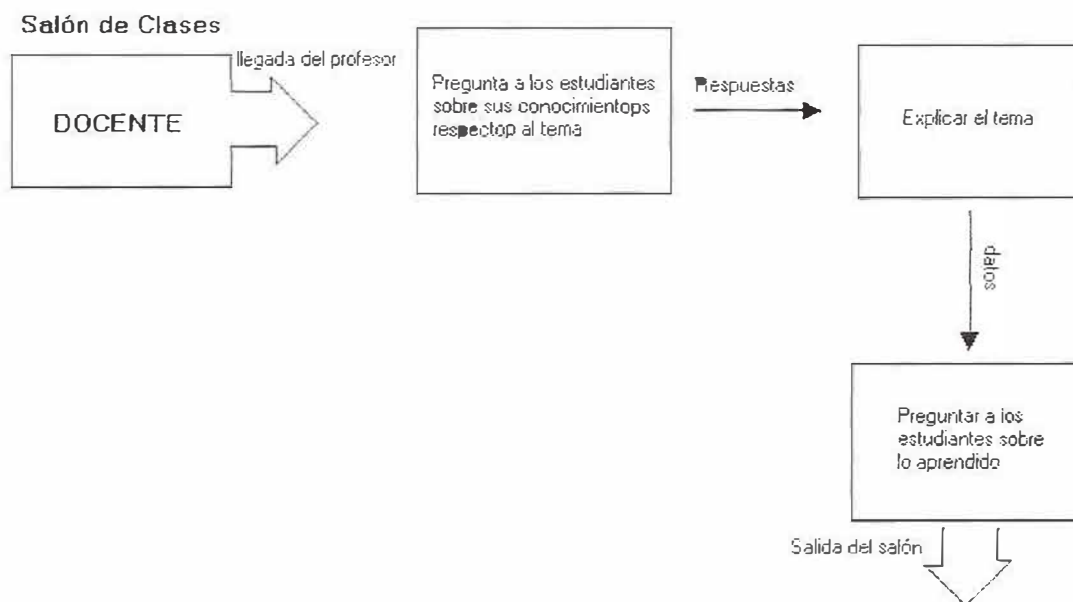 Salón de Clases
llegada del profesor
DOCENTE
Pregunta a los estudiantes
sobre sus conocimientops
respectop al tema
Respuestas
Explicar el tema
datos
Preguntar a los
estudiantes sobre
lo aprendido
Salida del salón